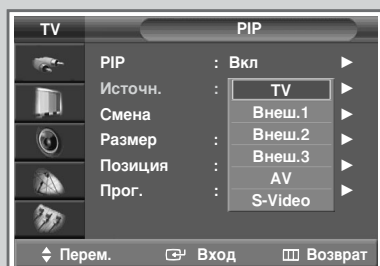 TV PIP
PIP : Вкл ►
Источн. : TV ►
Смена Внеш.1 ►
Размер : Внеш.2 ►
Позиция : Внеш.3 ►
Прог. : AV ►
S-Video
Перем. Вход Возврат